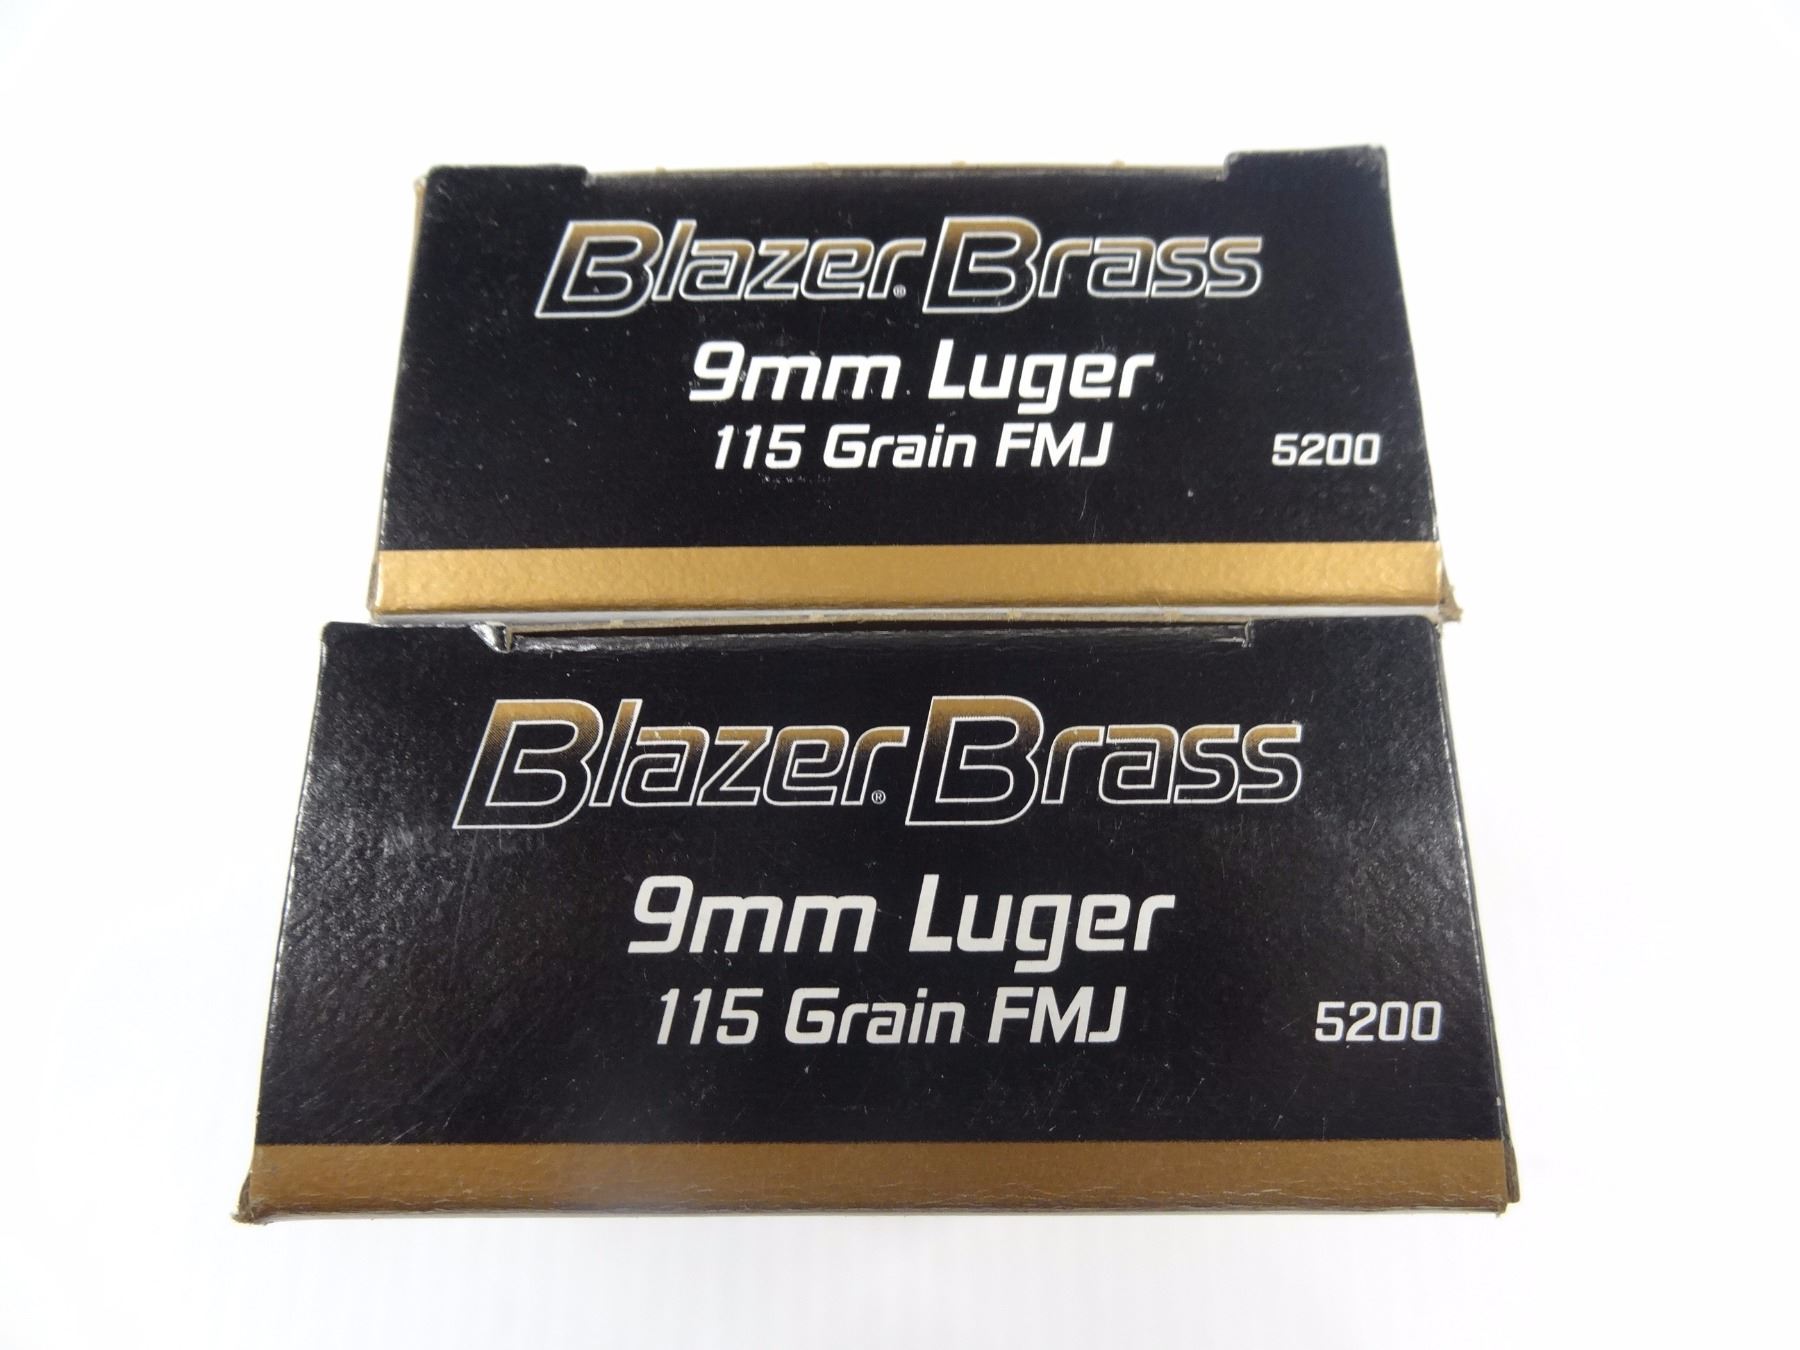 Blazer® Brass
9mm Luger
115 Grain FMJ
5200
Blazer® Brass
9mm Luger
115 Grain FMJ
5200